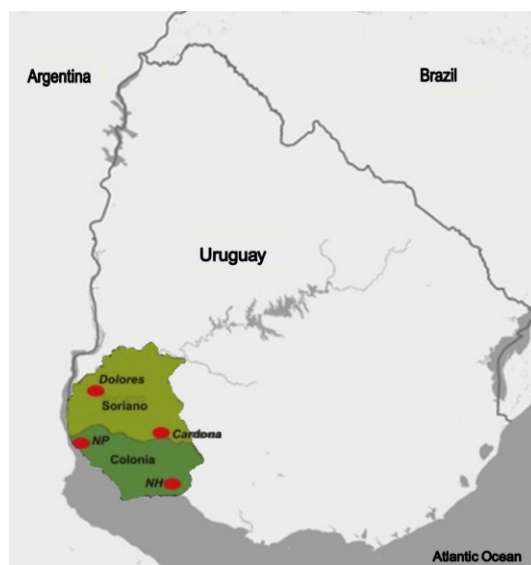 Argentina
Brazil
Uruguay
Dolores
Soriano
Cardona
NP
Colonia
NH
Atlantic Ocean